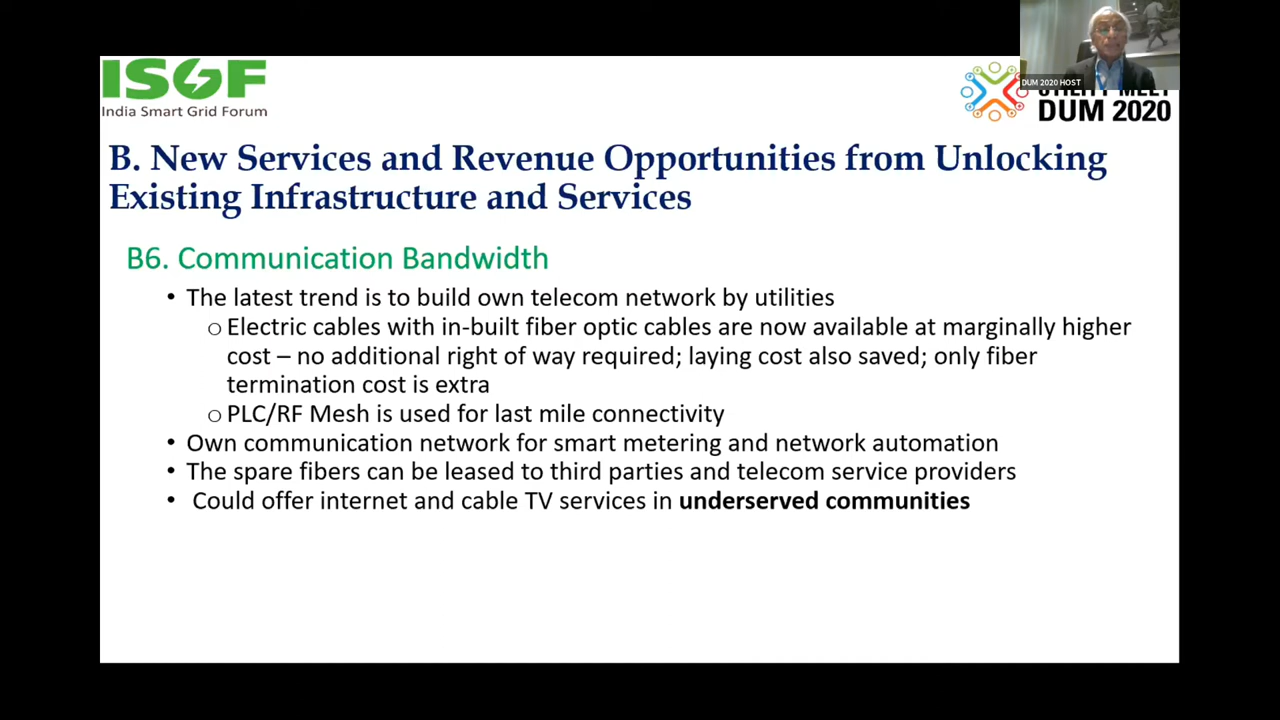 ISGF
India Smart Grid Forum
DUM 2020 HOST
UTILITY MEET
DUM 2020
B. New Services and Revenue Opportunities from Unlocking
Existing Infrastructure and Services
B6. Communication Bandwidth
• The latest trend is to build own telecom network by utilities
o Electric cables with in-built fiber optic cables are now available at marginally higher
cost – no additional right of way required; laying cost also saved; only fiber
termination cost is extra
o PLC/RF Mesh is used for last mile connectivity
• Own communication network for smart metering and network automation
• The spare fibers can be leased to third parties and telecom service providers
• Could offer internet and cable TV services in underserved communities